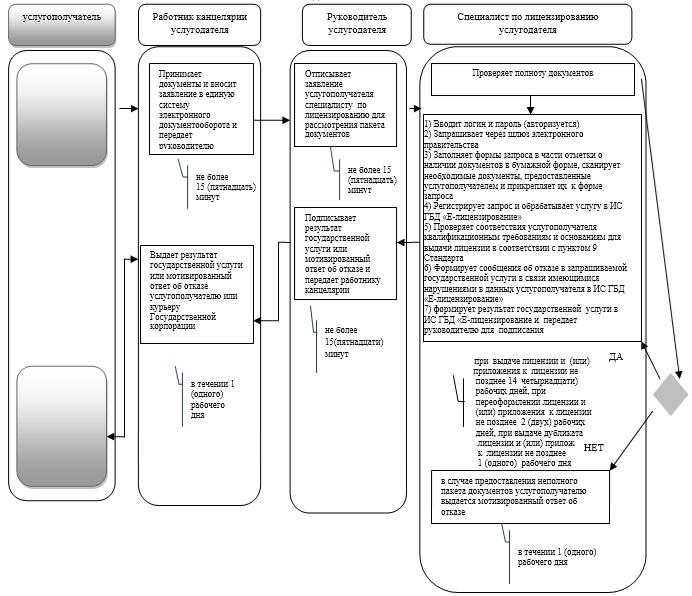 услугополучатель
Работник канцелярии
услугодателя
Руководитель
услугодателя
Специалист по лицензированию
услугодателя
Принимает
документы и вносит
заявление в единую
систему
электронного
документооборота и
передает
руководителю
не более
15 (пятнадцать)
минут
Выдает результат
государственной услуги
или мотивированный
ответ об отказе
услугополучателю или
курьеру
Государственной
корпорации
в течении 1
(одного)
рабочего
дня
Отписывает
заявление
услугополучателя
специалисту по
лицензированию для
рассмотрения пакета
документов
не более 15
(пятнадцать)
минут
Подписывает
результат
государственной
услуги или
мотивированный
ответ об отказе и
передает работнику
канцелярии
не более
15(пятнадцати)
минут
Проверяет полноту документов
1) Вводит логин и пароль (авторизуется)
2) Запрашивает через шлюз электронного
правительства
3) Заполняет формы запроса в части отметки о
наличии документов в бумажной форме, сканирует
необходимые документы, предоставленные
услугополучателем и прикрепляет их к форме
запроса
4) Регистрирует запрос и обрабатывает услугу в ИС
ГБД «Е-лицензирование»
5) Проверяет соответствия услугополучателя
квалификационным требованиям и основаниям для
выдачи лицензии в соответствии с пунктом 9
Стандарта
6) Формирует сообщения об отказе в запрашиваемой
государственной услуги в связи имеющимися
нарушениями в данных услугополучателя в ИС ГБД
«Е-лицензирование»
7) формирует результат государственной услуги в
ИС ГБД «Е-лицензирование и передает
руководителю для подписания
ДА
при выдаче лицензии и (или)
приложения к лицензии не
позднее 14 четырнадцати)
рабочих дней, при
переоформлении лицензии и
(или) приложения к лицензии
не позднее 2 (двух) рабочих
дней, при выдаче дубликата
лицензии и (или) прилож
к лицензии не позднее
1 (одного) рабочего дня
НЕТ
в случае предоставления неполного
пакета документов услугополучателю
выдается мотивированный ответ об
отказе
в течении 1 (одного)
рабочего дня